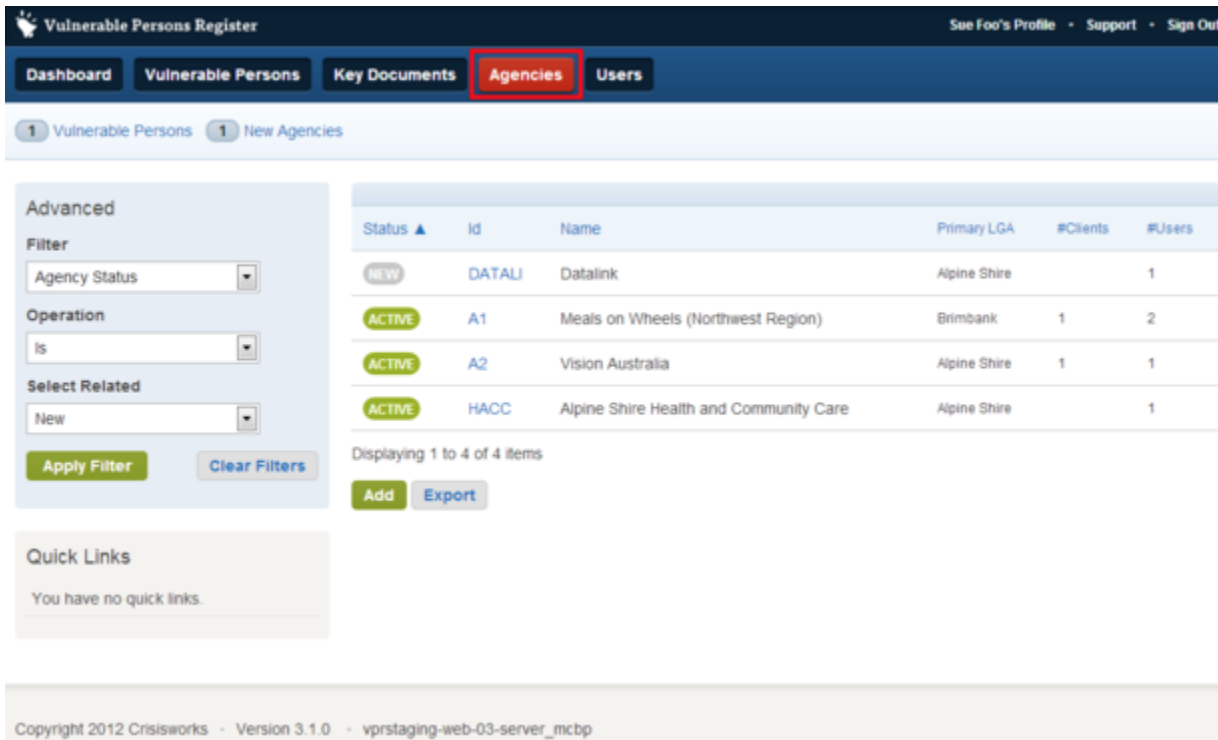 Vulnerable Persons Register
Sue Foo's Profile • Support • Sign Out
Dashboard Vulnerable Persons Key Documents Agencies Users
1 Vulnerable Persons 1 New Agencies
Advanced
Filter
Agency Status
Operation
Is
Select Related
New
Apply Filter Clear Filters
Quick Links
You have no quick links.
Status ▲ Id Name Primary LGA #Clients #Users
NEW DATALI Datalink Alpine Shire 1
ACTIVE A1 Meals on Wheels (Northwest Region) Brimbank 1 2
ACTIVE A2 Vision Australia Alpine Shire 1 1
ACTIVE HACC Alpine Shire Health and Community Care Alpine Shire 1
Displaying 1 to 4 of 4 items
Add Export
Copyright 2012 Crisisworks - Version 3.1.0 - vprstaging-web-03-server_mcbp